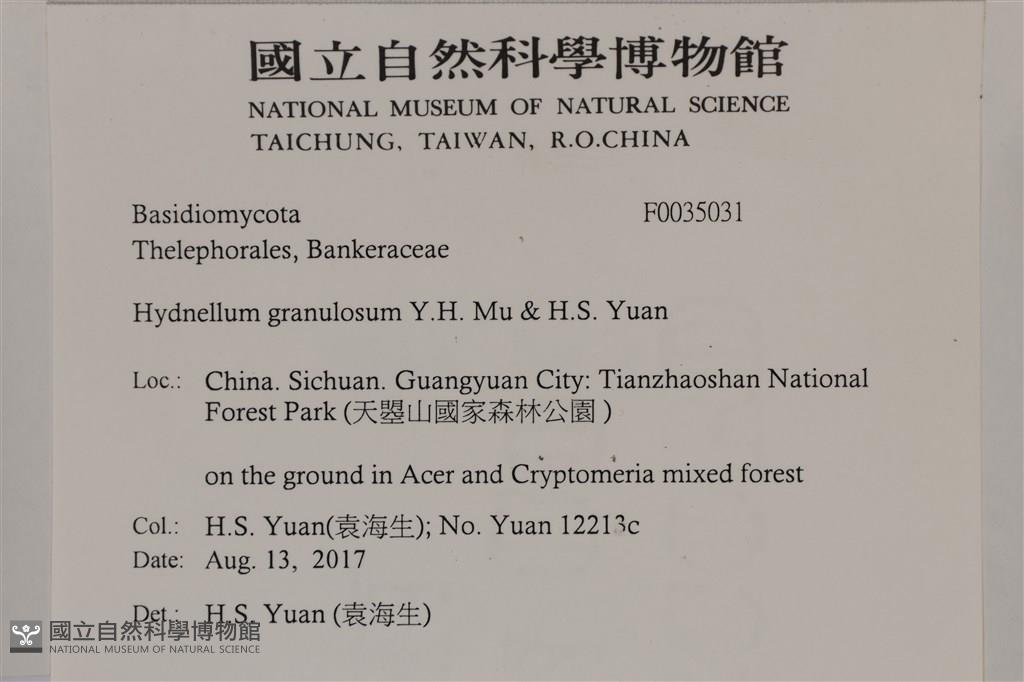 國立自然科學博物館
NATIONAL MUSEUM OF NATURAL SCIENCE
TAICHUNG, TAIWAN, R.O.CHINA
Basidiomycota F0035031
Thelephorales, Bankeraceae
Hydnellum granulosum Y.H. Mu & H.S. Yuan
Loc.: China. Sichuan. Guangyuan City: Tianzhaoshan National
Forest Park (天曌山國家森林公園)
on the ground in Acer and Cryptomeria mixed forest
Col.: H.S. Yuan(袁海生); No. Yuan 12213c
Date: Aug. 13, 2017
Det.: H.S. Yuan (袁海生)
國立自然科學博物館
NATIONAL MUSEUM OF NATURAL SCIENCE